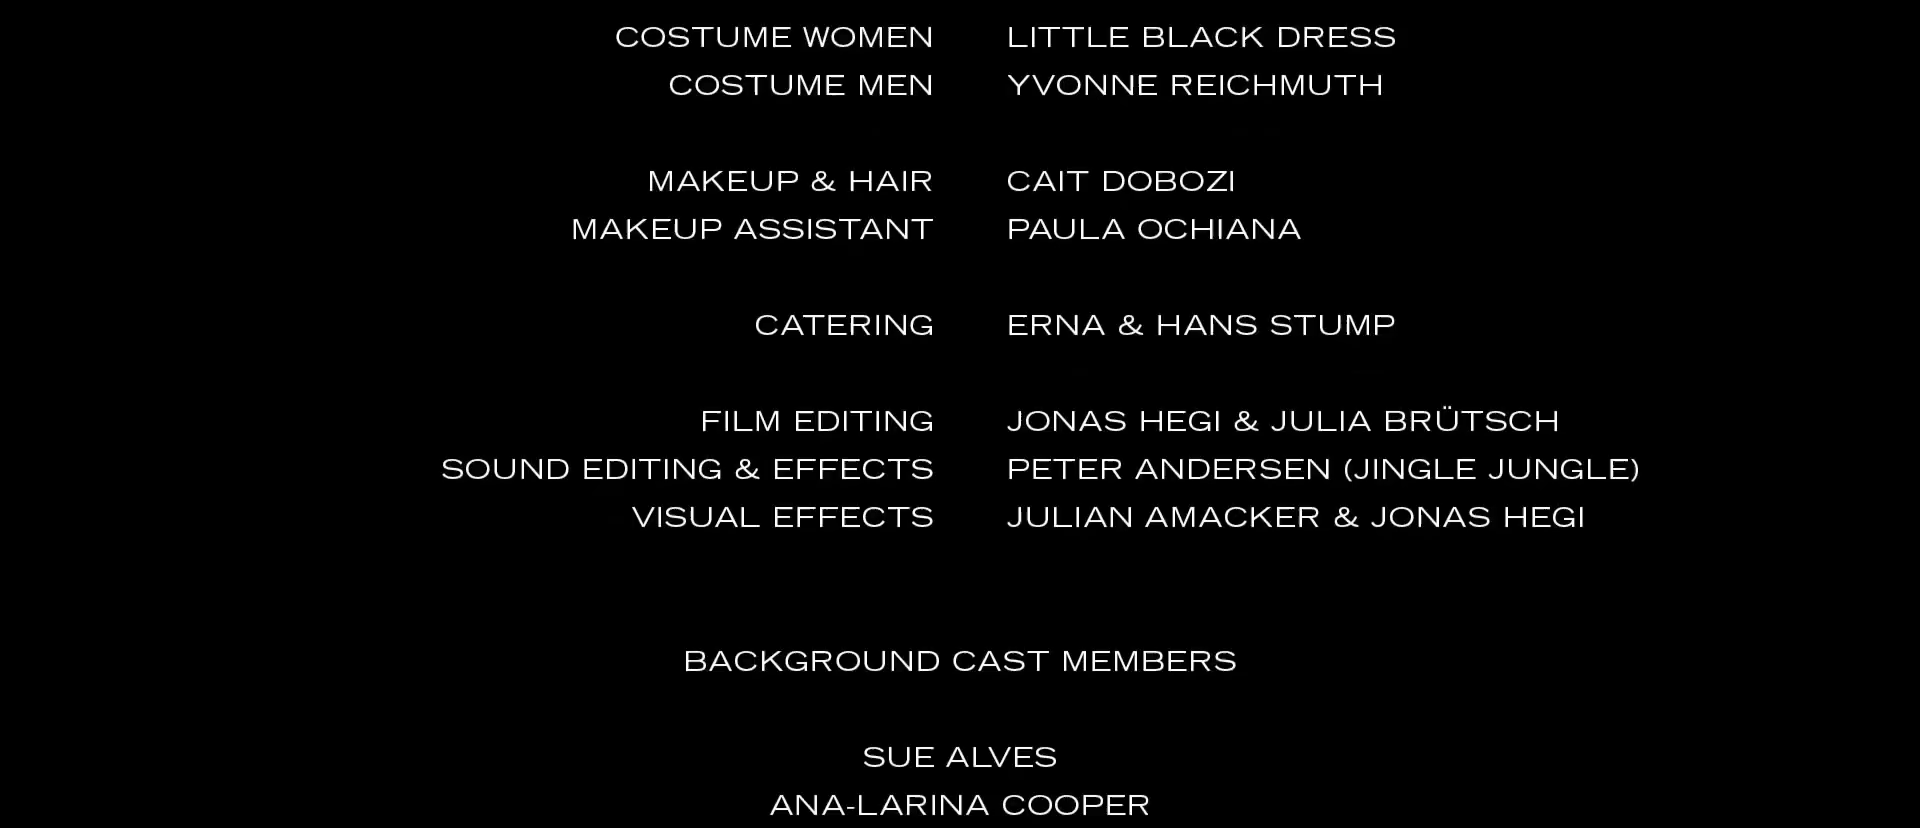 COSTUME WOMEN LITTLE BLACK DRESS
COSTUME MEN YVONNE REICHMUTH
MAKEUP & HAIR CAIT DOBOZI
MAKEUP ASSISTANT PAULA OCHIANA
CATERING ERNA & HANS STUMP
FILM EDITING JONAS HEGI & JULIA BRÜTSCH
SOUND EDITING & EFFECTS PETER ANDERSEN (JINGLE JUNGLE)
VISUAL EFFECTS JULIAN AMACKER & JONAS HEGI
BACKGROUND CAST MEMBERS
SUE ALVES
ANA-LARINA COOPER